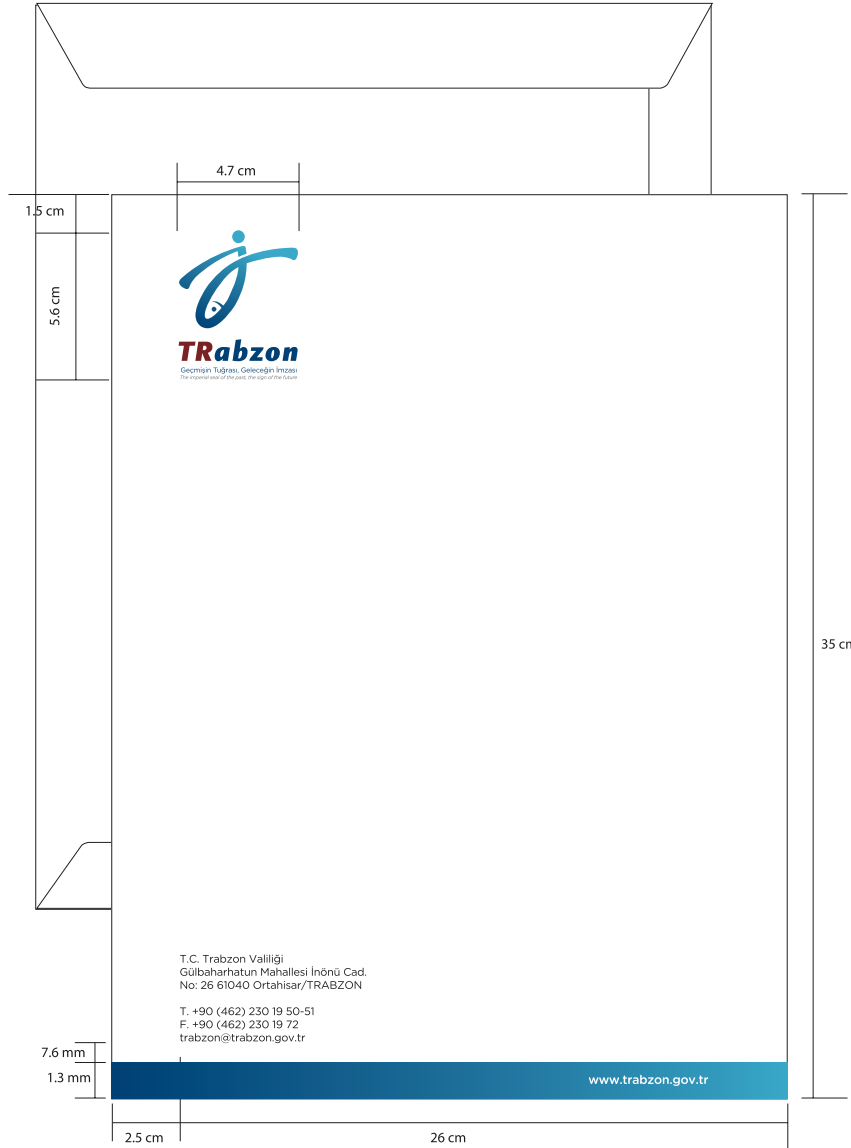 4.7 cm
1.5 cm
5.6 cm
TRabzon
Geçmişin Tuğrası, Geleceğin İmzası
The imperial seal of the past, the sign of the future
35 cm
T.C. Trabzon Valiliği
Gülbaharhatun Mahallesi İnönü Cad.
No: 26 61040 Ortahisar/TRABZON
T. +90 (462) 230 19 50-51
F. +90 (462) 230 19 72
trabzon@trabzon.gov.tr
7.6 mm
1.3 mm
www.trabzon.gov.tr
2.5 cm
26 cm